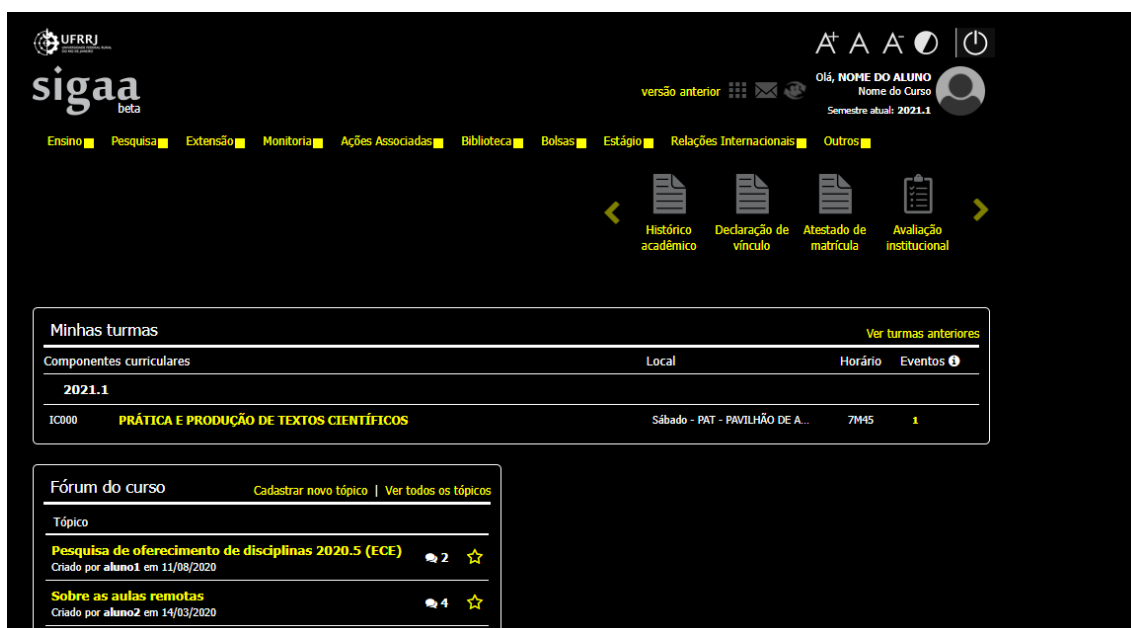 UFRRJ
A+ A A-
sigaa
beta
versão anterior
Olá, NOME DO ALUNO
Nome do Curso
Semestre atual: 2021.1
Ensino Pesquisa Extensão Monitoria Ações Associadas Biblioteca Bolsas Estágio Relações Internacionais Outros
Histórico acadêmico
Declaração de vínculo
Atestado de matrícula
Avaliação institucional
Minhas turmas
Ver turmas anteriores
Componentes curriculares Local Horário Eventos
2021.1
IC000 PRÁTICA E PRODUÇÃO DE TEXTOS CIENTÍFICOS Sábado - PAT - PAVILHÃO DE A... 7M45 1
Fórum do curso
Cadastrar novo tópico | Ver todos os tópicos
Tópico
Pesquisa de oferecimento de disciplinas 2020.5 (ECE) 2
Criado por aluno1 em 11/08/2020
Sobre as aulas remotas 4
Criado por aluno2 em 14/03/2020